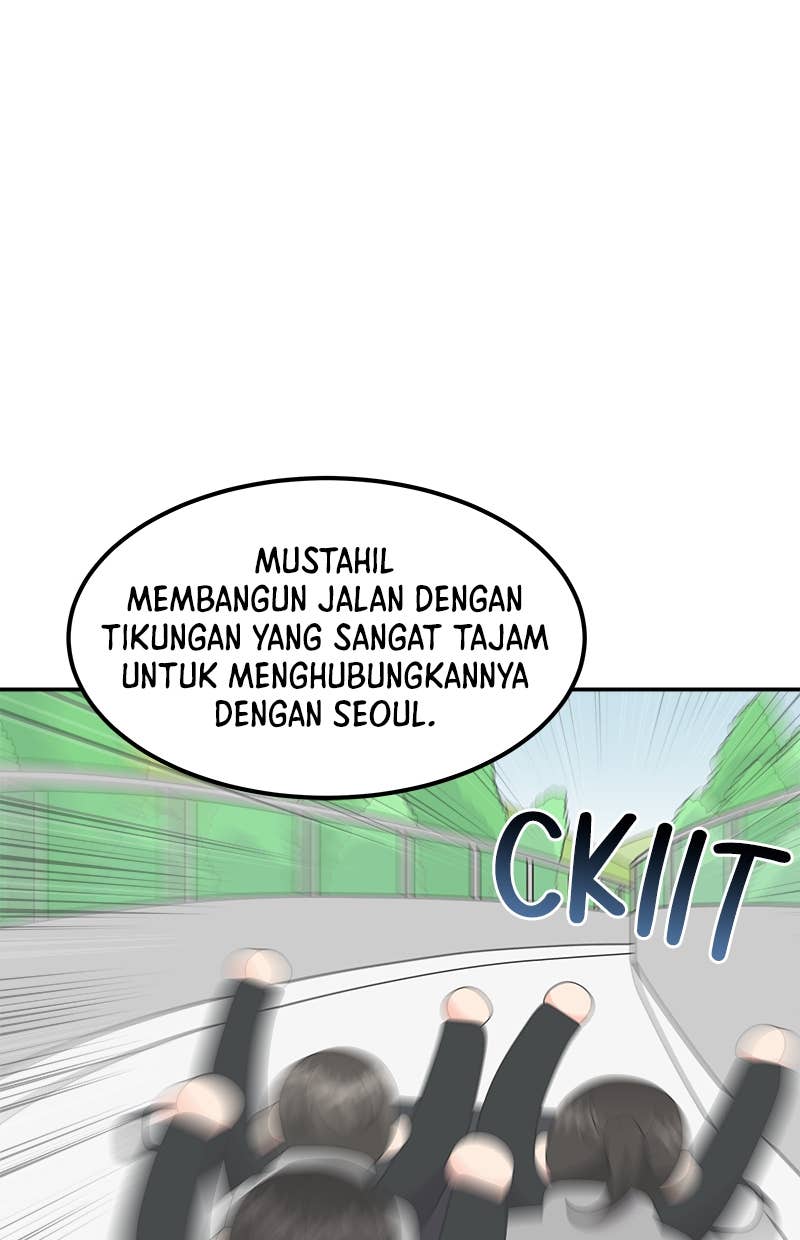 MUSTAHIL
MEMBANGUN JALAN DENGAN
TIKUNGAN YANG SANGAT TAJAM
UNTUK MENGHUBUNGKANNYA
DENGAN SEOUL.
CKIIT